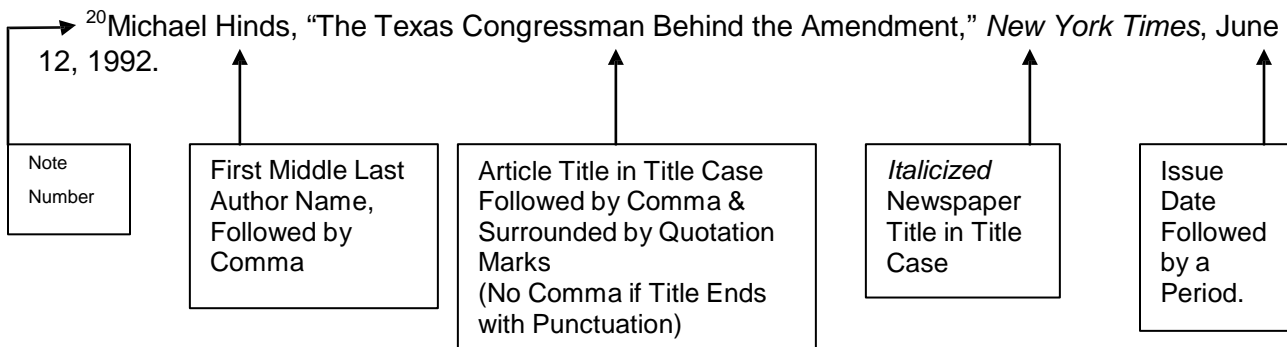 20Michael Hinds, “The Texas Congressman Behind the Amendment,” New York Times, June
12, 1992.
Note
Number
First Middle Last
Author Name,
Followed by
Comma
Article Title in Title Case
Followed by Comma &
Surrounded by Quotation
Marks
(No Comma if Title Ends
with Punctuation)
Italicized
Newspaper
Title in Title
Case
Issue
Date
Followed
by a
Period.